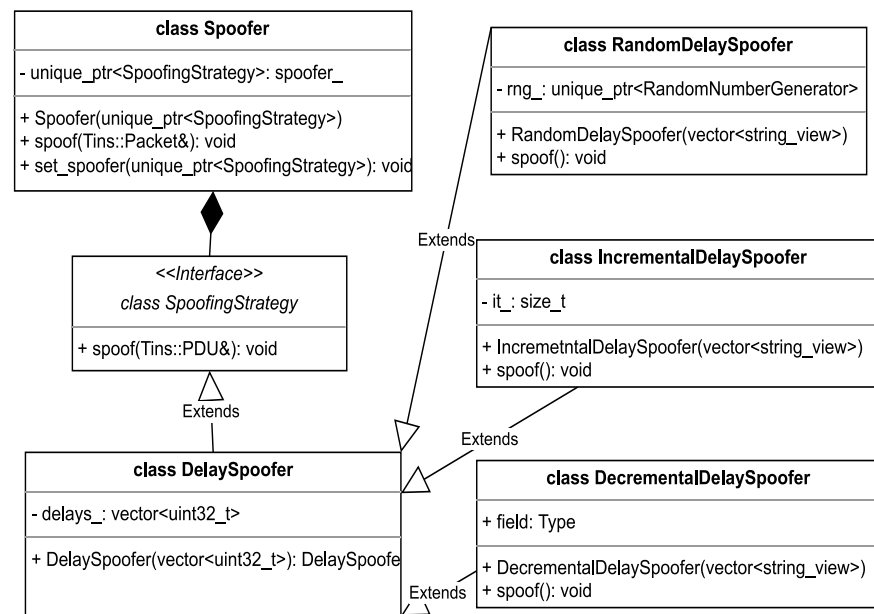 class Spoofer
- unique_ptr<SpoofingStrategy>: spoofer_
+ Spoofer(unique_ptr<SpoofingStrategy>)
+ spoof(Tins::Packet&): void
+ set_spoofer(unique_ptr<SpoofingStrategy>): void
<<Interface>>
class SpoofingStrategy
+ spoof(Tins::PDU&): void
Extends
class DelaySpoofer
- delays_: vector<uint32_t>
+ DelaySpoofer(vector<uint32_t>): DelaySpoofe
class RandomDelaySpoofer
- rng_: unique_ptr<RandomNumberGenerator>
+ RandomDelaySpoofer(vector<string_view>)
+ spoof(): void
Extends
class IncrementalDelaySpoofer
- it_: size_t
+ IncremetntalDelaySpoofer(vector<string_view>)
+ spoof(): void
Extends
class DecrementalDelaySpoofer
+ field: Type
+ DecrementalDelaySpoofer(vector<string_view>)
+ spoof(): void
Extends